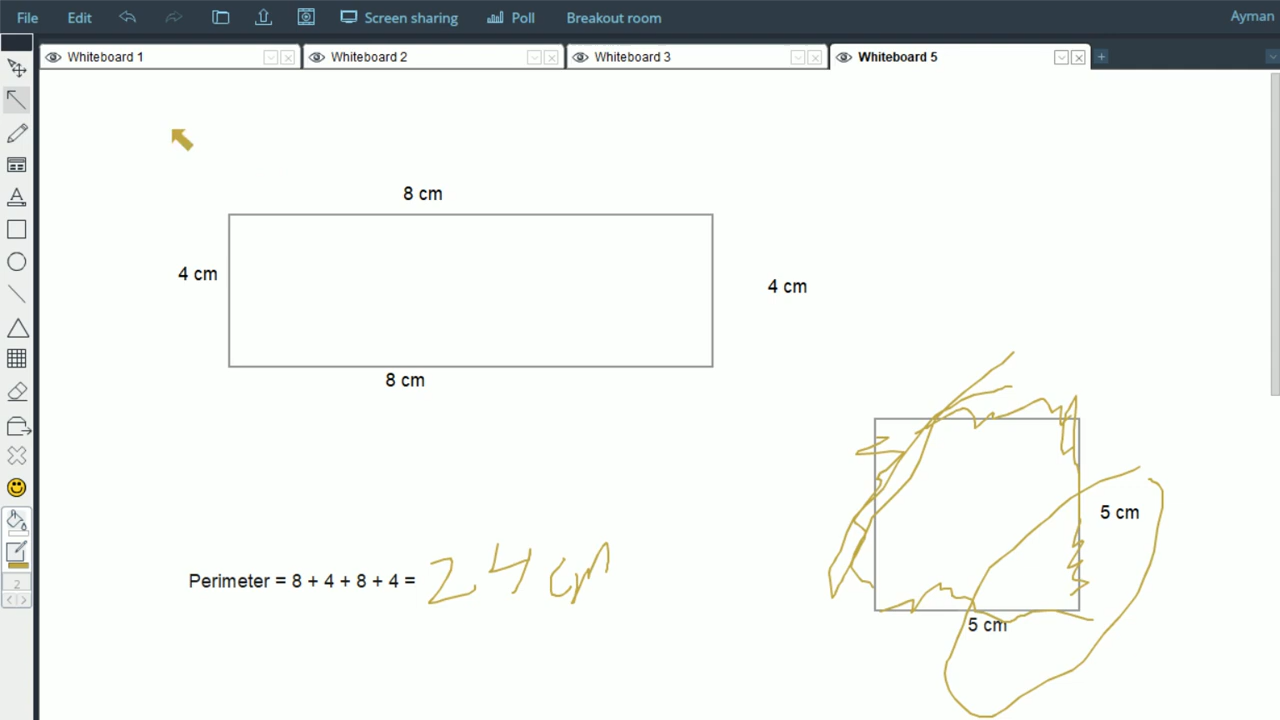 File Edit Screen sharing Poll Breakout room Ayman
Whiteboard 1 Whiteboard 2 Whiteboard 3 Whiteboard 5
8 cm
4 cm
4 cm
8 cm
5 cm
Perimeter = 8 + 4 + 8 + 4 = 24 cm
5 cm
2